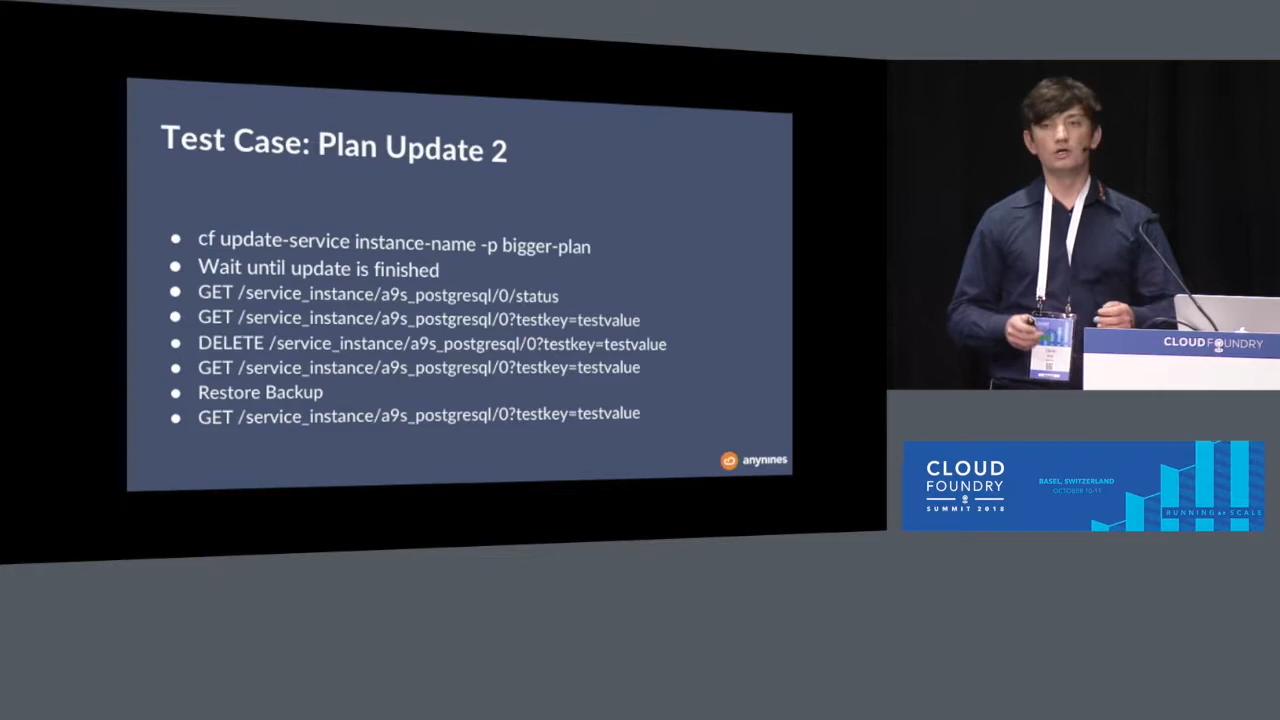 Test Case: Plan Update 2
● cf update-service instance-name -p bigger-plan
● Wait until update is finished
● GET /service_instance/a9s_postgresql/0/status
● GET /service_instance/a9s_postgresql/0?testkey=testvalue
● DELETE /service_instance/a9s_postgresql/0?testkey=testvalue
● GET /service_instance/a9s_postgresql/0?testkey=testvalue
● Restore Backup
● GET /service_instance/a9s_postgresql/0?testkey=testvalue
anynines
CLOUD FOUNDRY
CLOUD
FOUNDRY
SUMMIT 2018
BASEL, SWITZERLAND
OCTOBER 10-11
RUNNING AT SCALE